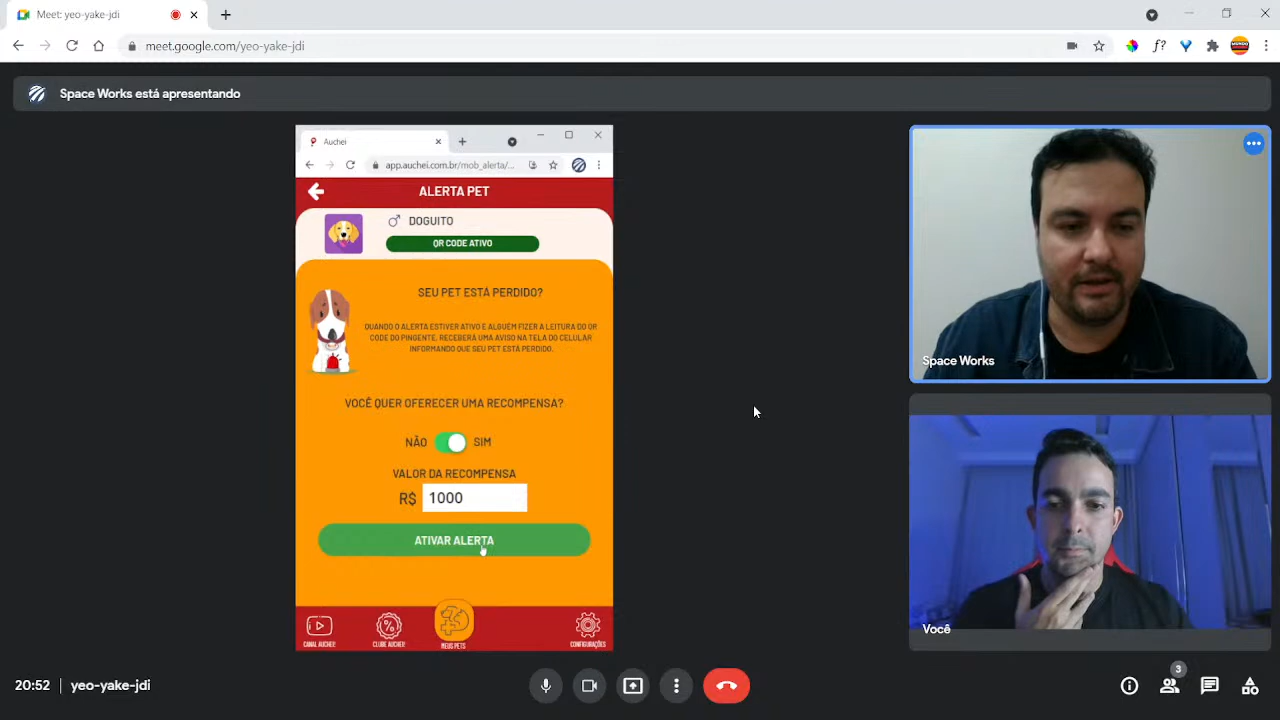 Meet: yeo-yake-jdi
meet.google.com/yeo-yake-jdi
f?
Space Works está apresentando
Auchei
app.auchei.com.br/mob_alerta/...
ALERTA PET
DOGUITO
QR CODE ATIVO
SEU PET ESTÁ PERDIDO?
QUANDO O ALERTA ESTIVER ATIVO E ALGUÉM FIZER A LEITURA DO QR
CODE DO PINGENTE, RECEBERÁ UMA AVISO NA TELA DO CELULAR
INFORMANDO QUE SEU PET ESTÁ PERDIDO.
VOCÊ QUER OFERECER UMA RECOMPENSA?
NÃO SIM
VALOR DA RECOMPENSA
R$ 1000
ATIVAR ALERTA
CANAL AUCHEI!
CLUBE AUCHEI!
MEUS PETS
CONFIGURAÇÕES
Space Works
Você
20:52 | yeo-yake-jdi
3